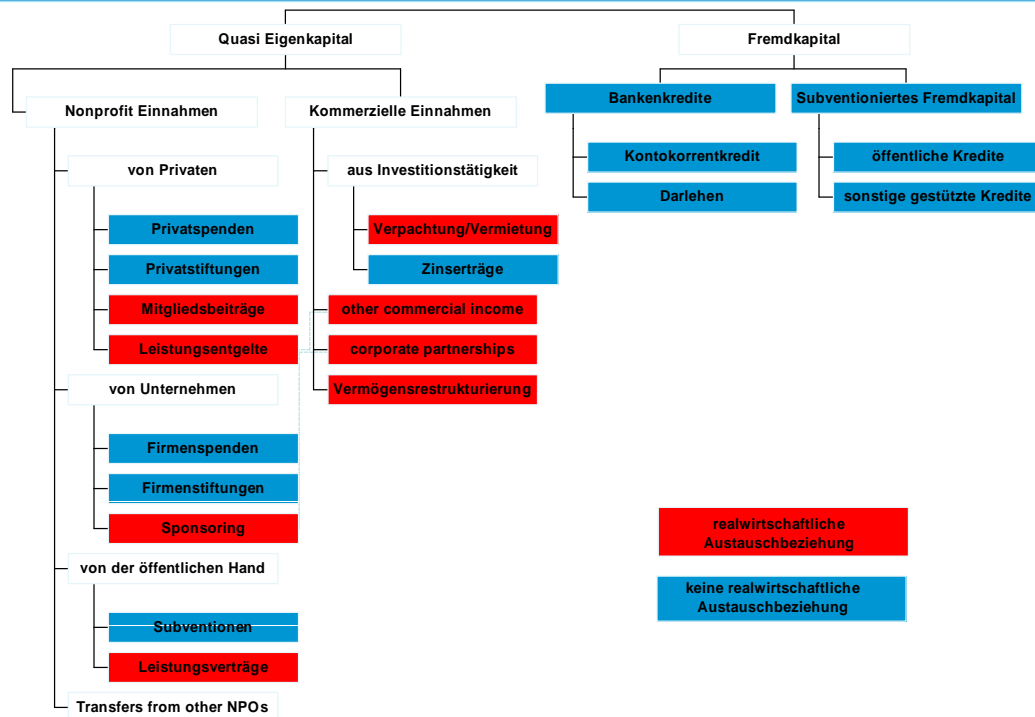 Quasi Eigenkapital
Fremdkapital
Nonprofit Einnahmen
Kommerzielle Einnahmen
Bankenkredite
Subventioniertes Fremdkapital
von Privaten
aus Investitionstätigkeit
Kontokorrentkredit
öffentliche Kredite
Darlehen
sonstige gestützte Kredite
Privatspenden
Verpachtung/Vermietung
Privatstiftungen
Zinserträge
Mitgliedsbeiträge
other commercial income
Leistungsentgelte
corporate partnerships
von Unternehmen
Vermögensrestrukturierung
Firmenspenden
Firmenstiftungen
Sponsoring
realwirtschaftliche
Austauschbeziehung
von der öffentlichen Hand
keine realwirtschaftliche
Austauschbeziehung
Subventionen
Leistungsverträge
Transfers from other NPOs